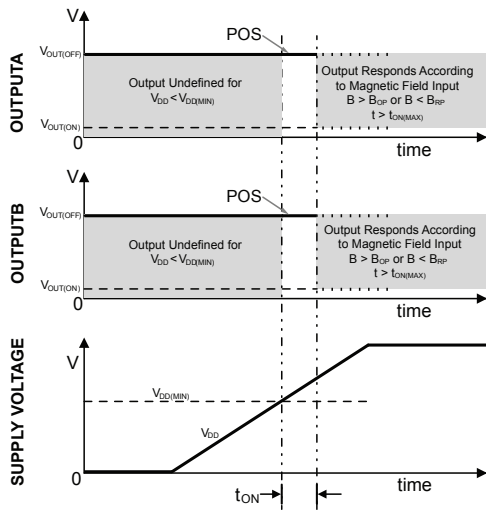 V
POS
VOUT(OFF)
OUTPUTA
Output Undefined for
VDD < VDD(MIN)
Output Responds According
to Magnetic Field Input
B > BOP or B < BRP
t > tON(MAX)
VOUT(ON)
0
time
V
POS
VOUT(OFF)
OUTPUTB
Output Undefined for
VDD < VDD(MIN)
Output Responds According
to Magnetic Field Input
B > BOP or B < BRP
t > tON(MAX)
VOUT(ON)
0
time
V
SUPPLY VOLTAGE
VDD(MIN)
VDD
0
time
tON